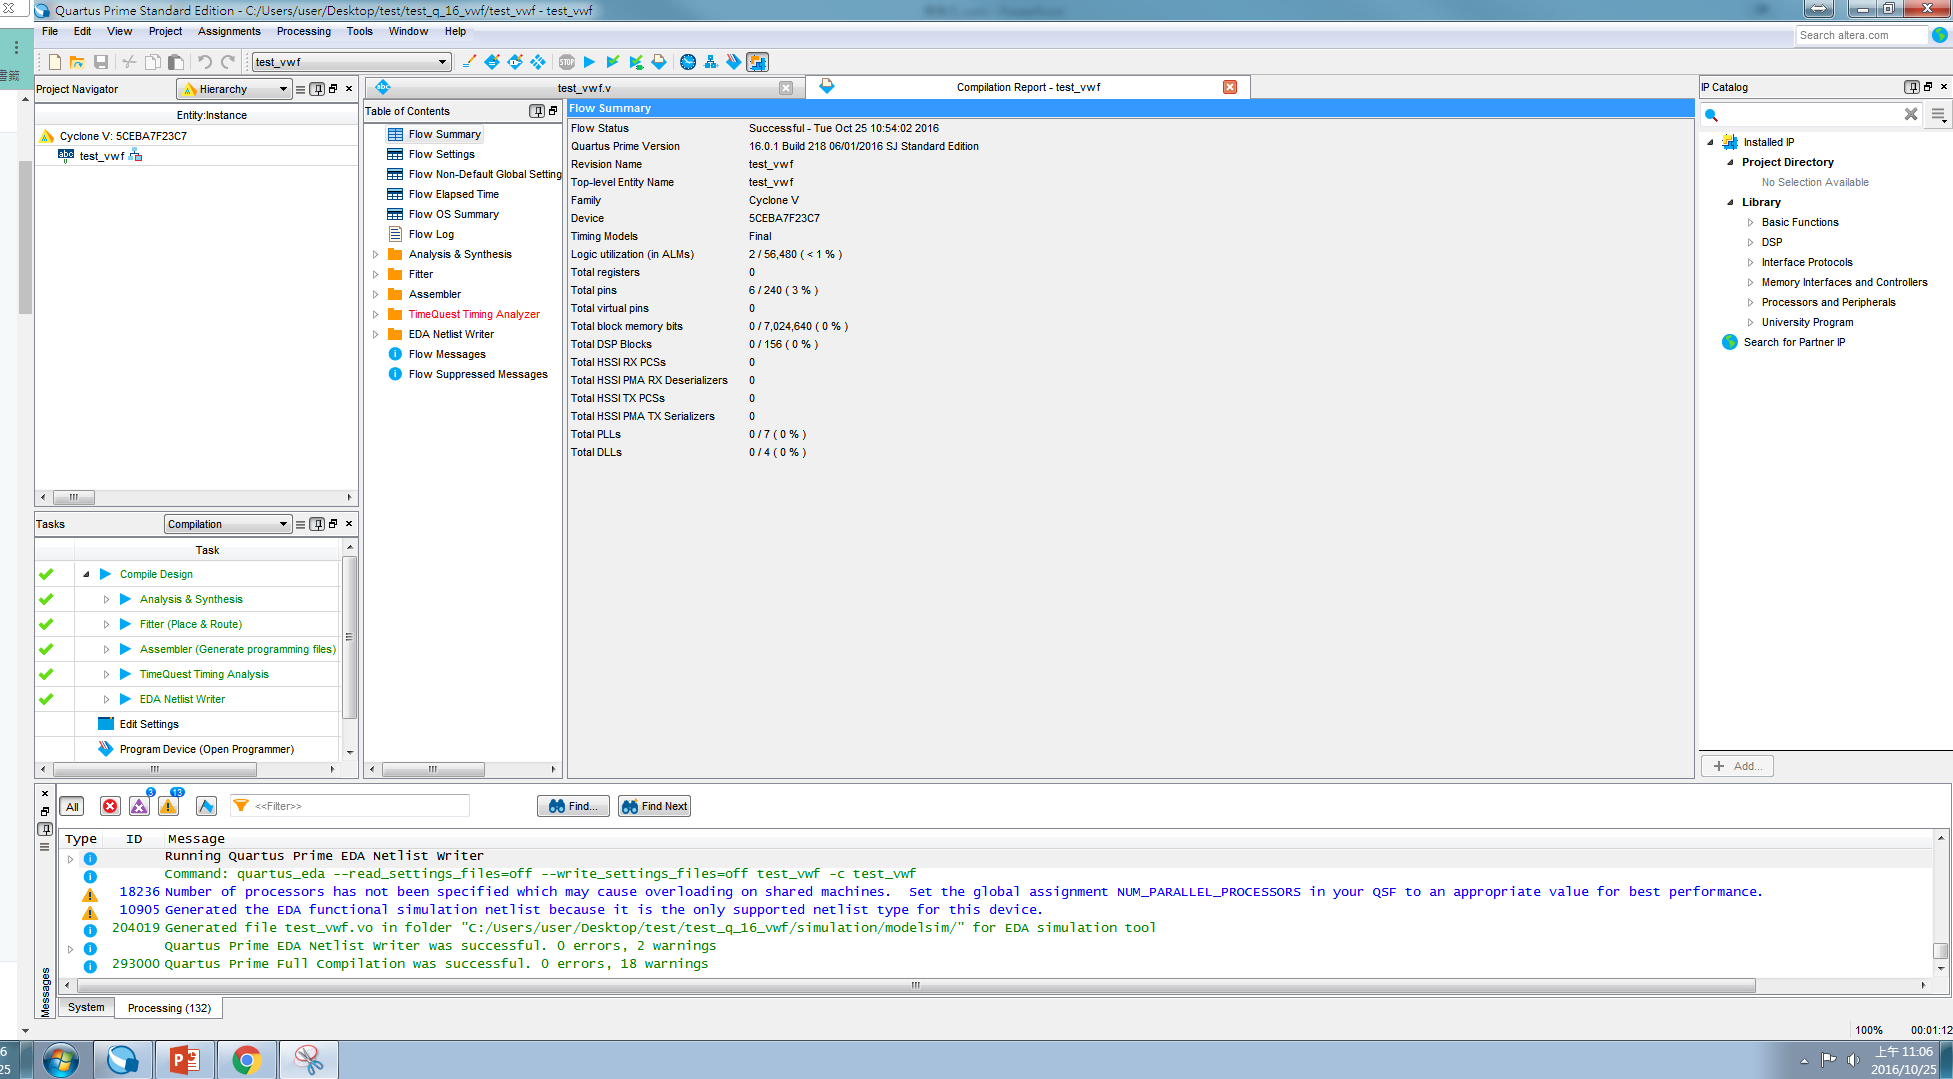 Quartus Prime Standard Edition - C:/Users/user/Desktop/test/test_q_16_vwf/test_vwf - test_vwf
File Edit View Project Assignments Processing Tools Window Help
Search altera.com
書籤
test_vwf
STOP
Project Navigator
Hierarchy
Entity:Instance
Cyclone V: 5CEBA7F23C7
abc test_vwf
Tasks
Compilation
Task
Compile Design
Analysis & Synthesis
Fitter (Place & Route)
Assembler (Generate programming files)
TimeQuest Timing Analysis
EDA Netlist Writer
Edit Settings
Program Device (Open Programmer)
abc test_vwf.v
Compilation Report - test_vwf
Table of Contents
Flow Summary
Flow Settings
Flow Non-Default Global Setting
Flow Elapsed Time
Flow OS Summary
Flow Log
Analysis & Synthesis
Fitter
Assembler
TimeQuest Timing Analyzer
EDA Netlist Writer
Flow Messages
Flow Suppressed Messages
Flow Summary
Flow Status Successful - Tue Oct 25 10:54:02 2016
Quartus Prime Version 16.0.1 Build 218 06/01/2016 SJ Standard Edition
Revision Name test_vwf
Top-level Entity Name test_vwf
Family Cyclone V
Device 5CEBA7F23C7
Timing Models Final
Logic utilization (in ALMs) 2 / 56,480 ( < 1 % )
Total registers 0
Total pins 6 / 240 ( 3 % )
Total virtual pins 0
Total block memory bits 0 / 7,024,640 ( 0 % )
Total DSP Blocks 0 / 156 ( 0 % )
Total HSSI RX PCSs 0
Total HSSI PMA RX Deserializers 0
Total HSSI TX PCSs 0
Total HSSI PMA TX Serializers 0
Total PLLs 0 / 7 ( 0 % )
Total DLLs 0 / 4 ( 0 % )
IP Catalog
Installed IP
Project Directory
No Selection Available
Library
Basic Functions
DSP
Interface Protocols
Memory Interfaces and Controllers
Processors and Peripherals
University Program
Search for Partner IP
+ Add...
All
3
13
<<Filter>>
Find...
Find Next
Type ID Message
Running Quartus Prime EDA Netlist Writer
Command: quartus_eda --read_settings_files=off --write_settings_files=off test_vwf -c test_vwf
18236 Number of processors has not been specified which may cause overloading on shared machines. Set the global assignment NUM_PARALLEL_PROCESSORS in your QSF to an appropriate value for best performance.
10905 Generated the EDA functional simulation netlist because it is the only supported netlist type for this device.
204019 Generated file test_vwf.vo in folder "C:/Users/user/Desktop/test/test_q_16_vwf/simulation/modelsim/" for EDA simulation tool
Quartus Prime EDA Netlist Writer was successful. 0 errors, 2 warnings
293000 Quartus Prime Full Compilation was successful. 0 errors, 18 warnings
Messages
System
Processing (132)
100% 00:01:12
6
25
上午 11:06
2016/10/25